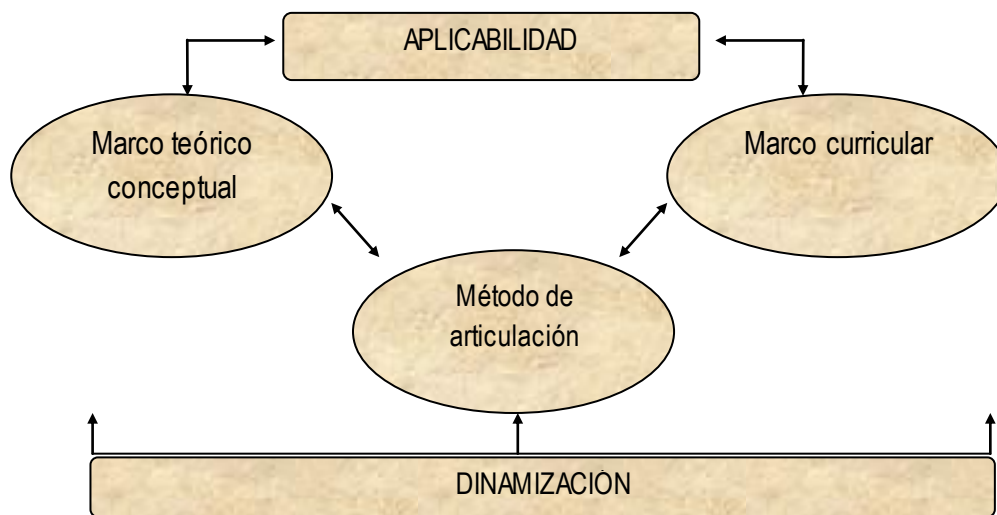 APLICABILIDAD
Marco teórico
conceptual
Marco curricular
Método de
articulación
DINAMIZACIÓN